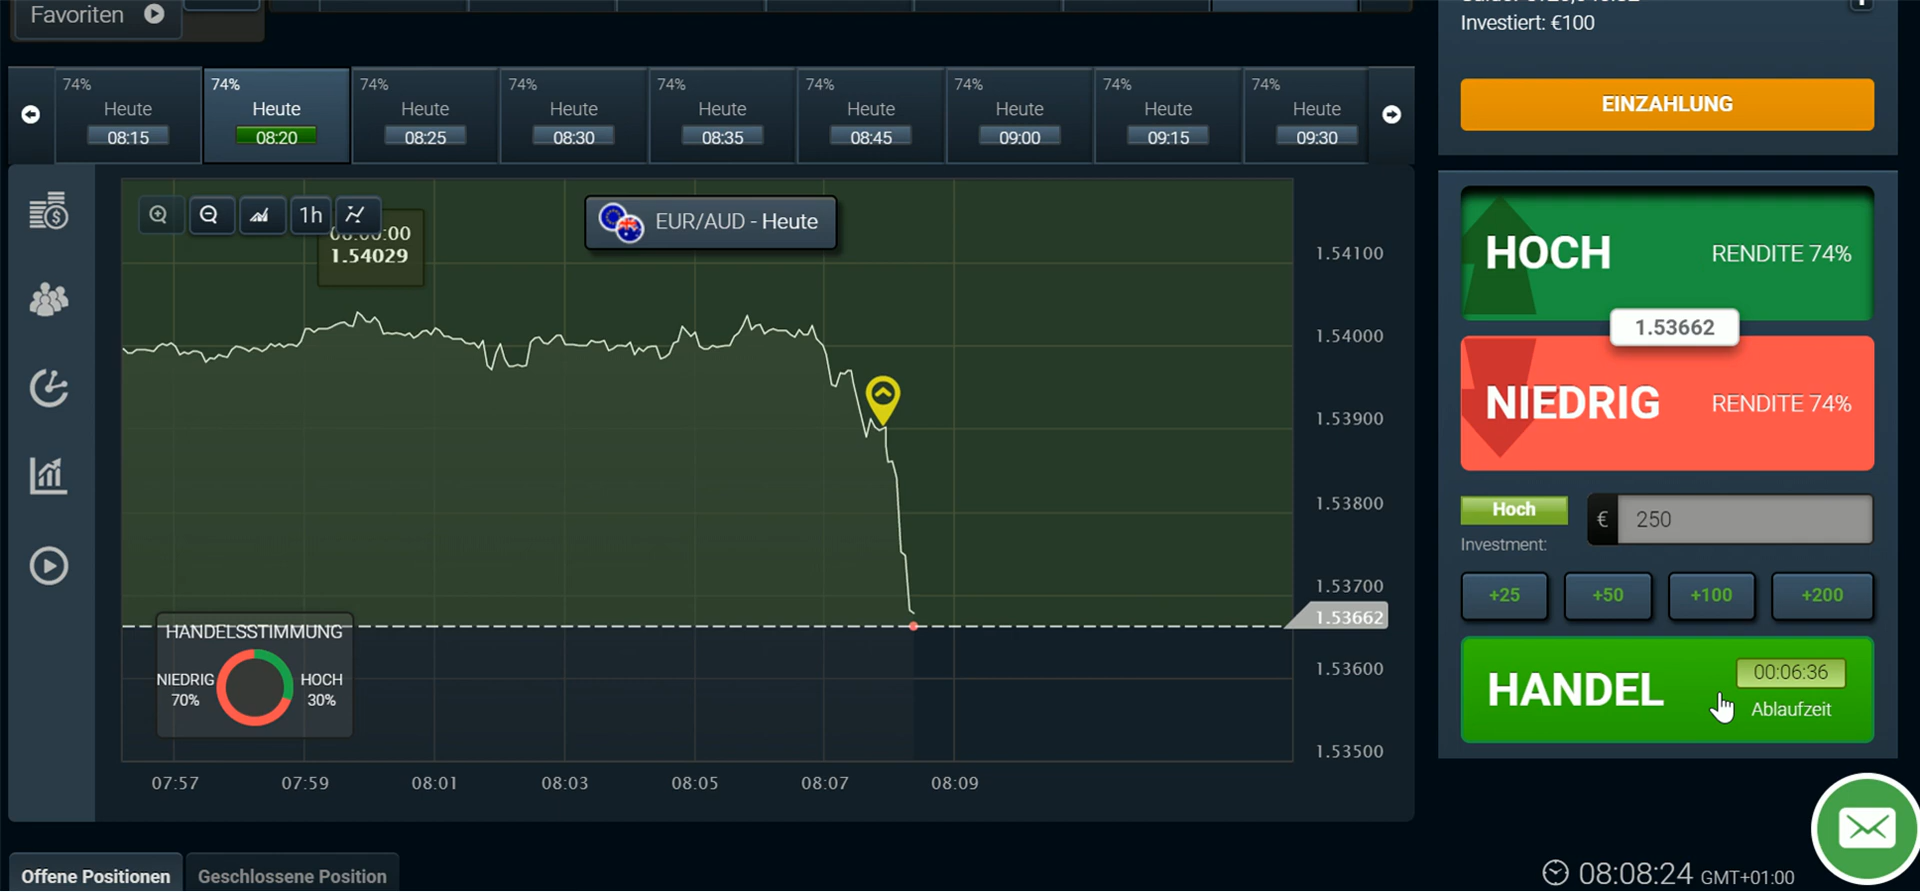 Favoriten
Investiert: €100
74%
Heute
08:15
74%
Heute
08:20
74%
Heute
08:25
74%
Heute
08:30
74%
Heute
08:35
74%
Heute
08:45
74%
Heute
09:00
74%
Heute
09:15
74%
Heute
09:30
EINZAHLUNG
1h
1.54029
EUR/AUD - Heute
1.54100
1.54000
1.53900
1.53800
1.53700
1.53662
1.53600
1.53500
HANDELSSTIMMUNG
NIEDRIG
70%
HOCH
30%
07:57
07:59
08:01
08:03
08:05
08:07
08:09
HOCH
RENDITE 74%
1.53662
NIEDRIG
RENDITE 74%
Hoch
Investment:
€
250
+25
+50
+100
+200
HANDEL
00:06:36
Ablaufzeit
Offene Positionen
Geschlossene Position
08:08:24 GMT+01:00